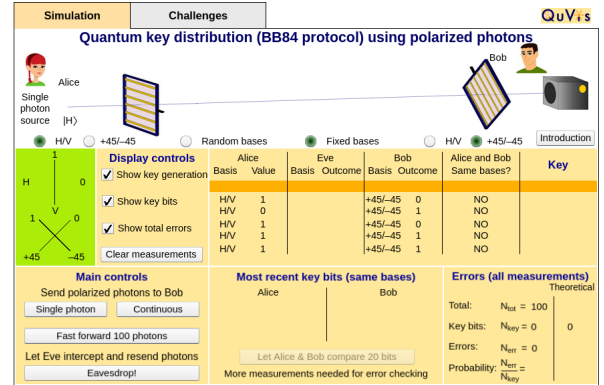 Simulation Challenges QuVis
Quantum key distribution (BB84 protocol) using polarized photons
Bob
Alice
Single
photon
source |H⟩
H/V +45/–45 Random bases Fixed bases H/V +45/–45 Introduction
1
H 0
V
1 0
+45 –45
Display controls
Show key generation
Show key bits
Show total errors
Clear measurements
Alice Eve Bob Alice and Bob Key
Basis Value Basis Outcome Basis Outcome Same bases?
H/V 1 +45/–45 0 NO
H/V 0 +45/–45 1 NO
H/V 1 +45/–45 0 NO
H/V 1 +45/–45 1 NO
H/V 1 +45/–45 1 NO
Main controls
Send polarized photons to Bob
Single photon Continuous
Fast forward 100 photons
Let Eve intercept and resend photons
Eavesdrop!
Most recent key bits (same bases)
Alice Bob
Let Alice & Bob compare 20 bits
More measurements needed for error checking
Errors (all measurements)
Theoretical
Total: Ntot = 100
Key bits: Nkey = 0 0
Errors: Nerr = 0
Probability: Nerr =
Nkey